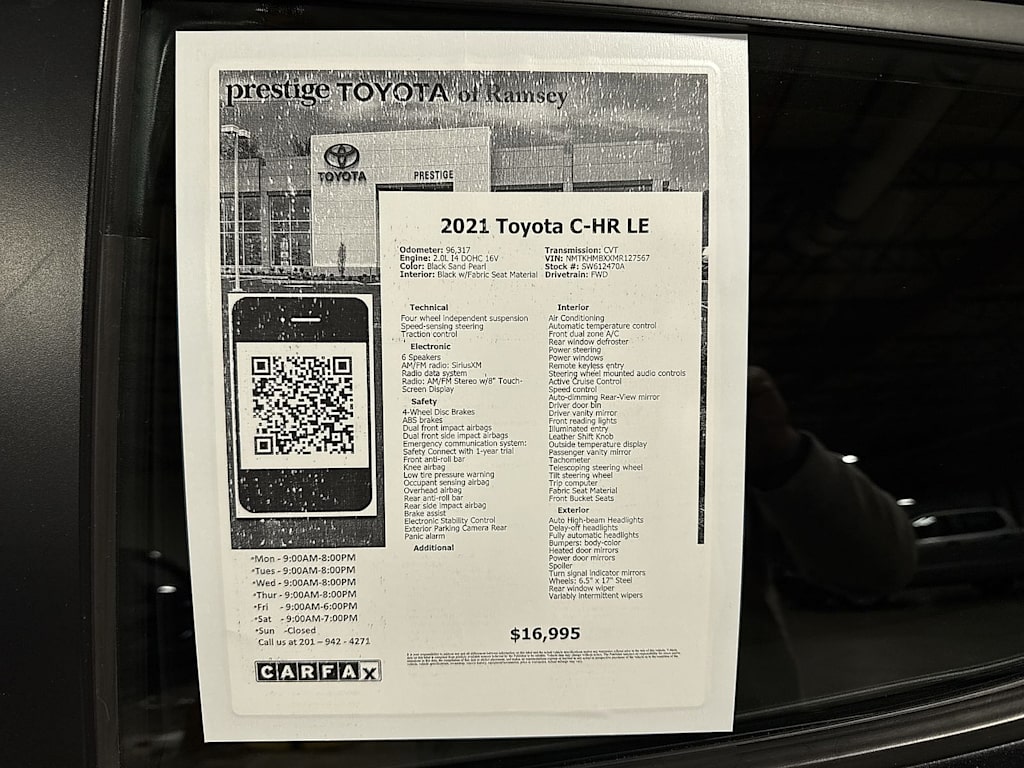 prestige TOYOTA of Ramsey
TOYOTA
PRESTIGE
2021 Toyota C-HR LE
Odometer: 96,317
Engine: 2.0L I4 DOHC 16V
Color: Black Sand Pearl
Interior: Black w/Fabric Seat Material
Transmission: CVT
VIN: NMTKHMBXXMR127567
Stock #: SW612470A
Drivetrain: FWD
Technical
Four wheel independent suspension
Speed-sensing steering
Traction control
Electronic
6 Speakers
AM/FM radio: SiriusXM
Radio data system
Radio: AM/FM Stereo w/8" Touch-
Screen Display
Safety
4-Wheel Disc Brakes
ABS brakes
Dual front impact airbags
Dual front side impact airbags
Emergency communication system:
Safety Connect with 1-year trial
Front anti-roll bar
Knee airbag
Low tire pressure warning
Occupant sensing airbag
Overhead airbag
Rear anti-roll bar
Rear side impact airbag
Brake assist
Electronic Stability Control
Exterior Parking Camera Rear
Panic alarm
Additional
Interior
Air Conditioning
Automatic temperature control
Front dual zone A/C
Rear window defroster
Power steering
Power windows
Remote keyless entry
Steering wheel mounted audio controls
Active Cruise Control
Speed control
Auto-dimming Rear-View mirror
Driver door bin
Driver vanity mirror
Front reading lights
Illuminated entry
Leather Shift Knob
Outside temperature display
Passenger vanity mirror
Tachometer
Telescoping steering wheel
Tilt steering wheel
Trip computer
Fabric Seat Material
Front Bucket Seats
Exterior
Auto High-beam Headlights
Delay-off headlights
Fully automatic headlights
Bumpers: body-color
Heated door mirrors
Power door mirrors
Spoiler
Turn signal indicator mirrors
Wheels: 6.5" x 17" Steel
Rear window wiper
Variably intermittent wipers
•Mon - 9:00AM-8:00PM
•Tues - 9:00AM-8:00PM
•Wed - 9:00AM-8:00PM
•Thur - 9:00AM-8:00PM
•Fri - 9:00AM-6:00PM
•Sat - 9:00AM-7:00PM
•Sun -Closed
Call us at 201 – 942 - 4271
CARFAX
$16,995